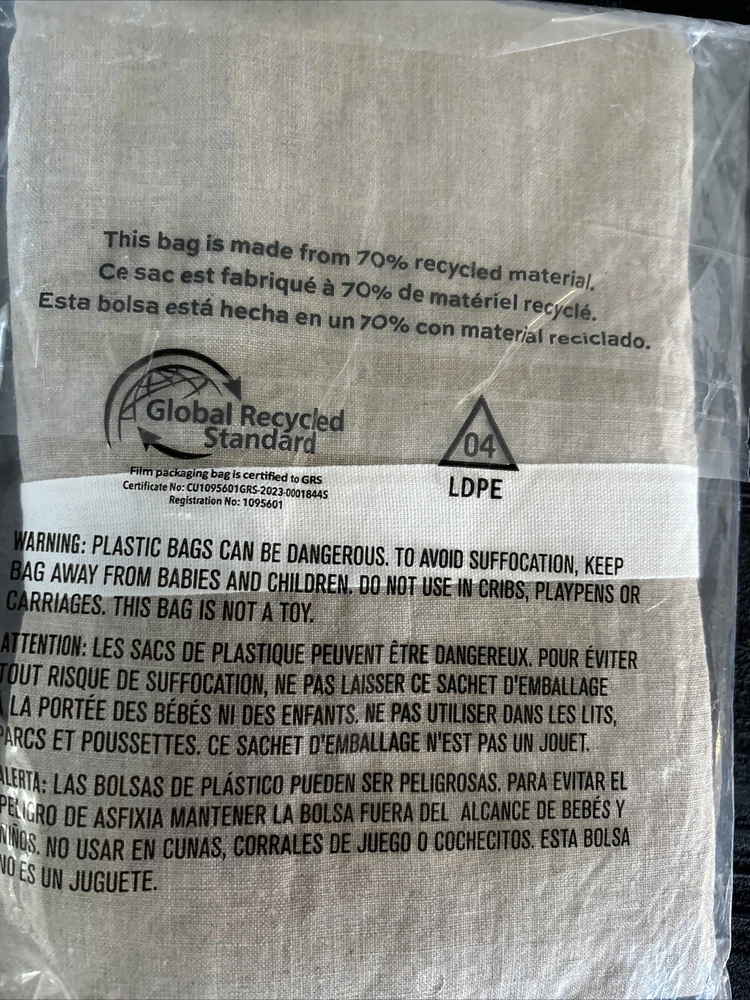 This bag is made from 70% recycled material.
Ce sac est fabriqué à 70% de matériel recyclé.
Esta bolsa está hecha en un 70% con material reciclado.
Global Recycled
Standard
Film packaging bag is certified to GRS
Certificate No: CU1095601GRS-2023-00018445
Registration No: 1095601
04
LDPE
WARNING: PLASTIC BAGS CAN BE DANGEROUS. TO AVOID SUFFOCATION, KEEP
BAG AWAY FROM BABIES AND CHILDREN. DO NOT USE IN CRIBS, PLAYPENS OR
CARRIAGES. THIS BAG IS NOT A TOY.
ATTENTION: LES SACS DE PLASTIQUE PEUVENT ÊTRE DANGEREUX. POUR ÉVITER
TOUT RISQUE DE SUFFOCATION, NE PAS LAISSER CE SACHET D'EMBALLAGE
À LA PORTÉE DES BÉBÉS NI DES ENFANTS. NE PAS UTILISER DANS LES LITS,
PARCS ET POUSSETTES. CE SACHET D'EMBALLAGE N'EST PAS UN JOUET.
ALERTA: LAS BOLSAS DE PLÁSTICO PUEDEN SER PELIGROSAS. PARA EVITAR EL
PELIGRO DE ASFIXIA MANTENER LA BOLSA FUERA DEL ALCANCE DE BEBÉS Y
NIÑOS. NO USAR EN CUNAS, CORRALES DE JUEGO O COCHECITOS. ESTA BOLSA
NO ES UN JUGUETE.